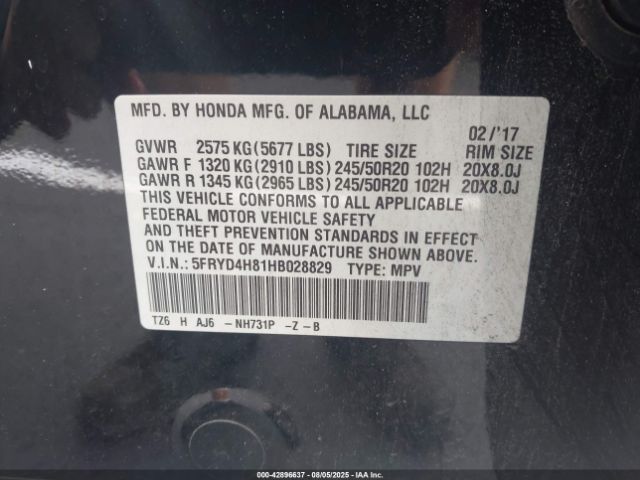 MFD. BY HONDA MFG. OF ALABAMA, LLC
02/'17
GVWR 2575 KG(5677 LBS) TIRE SIZE RIM SIZE
GAWR F 1320 KG(2910 LBS) 245/50R20 102H 20X8.0J
GAWR R 1345 KG(2965 LBS) 245/50R20 102H 20X8.0J
THIS VEHICLE CONFORMS TO ALL APPLICABLE
FEDERAL MOTOR VEHICLE SAFETY
AND THEFT PREVENTION STANDARDS IN EFFECT
ON THE DATE OF MANUFACTURE SHOWN ABOVE.
V.I.N.: 5FRYD4H81HB028829 TYPE: MPV
TZ6 H AJ6 -NH731P -Z-B
000-42896637 - 08/05/2025 - IAA Inc.